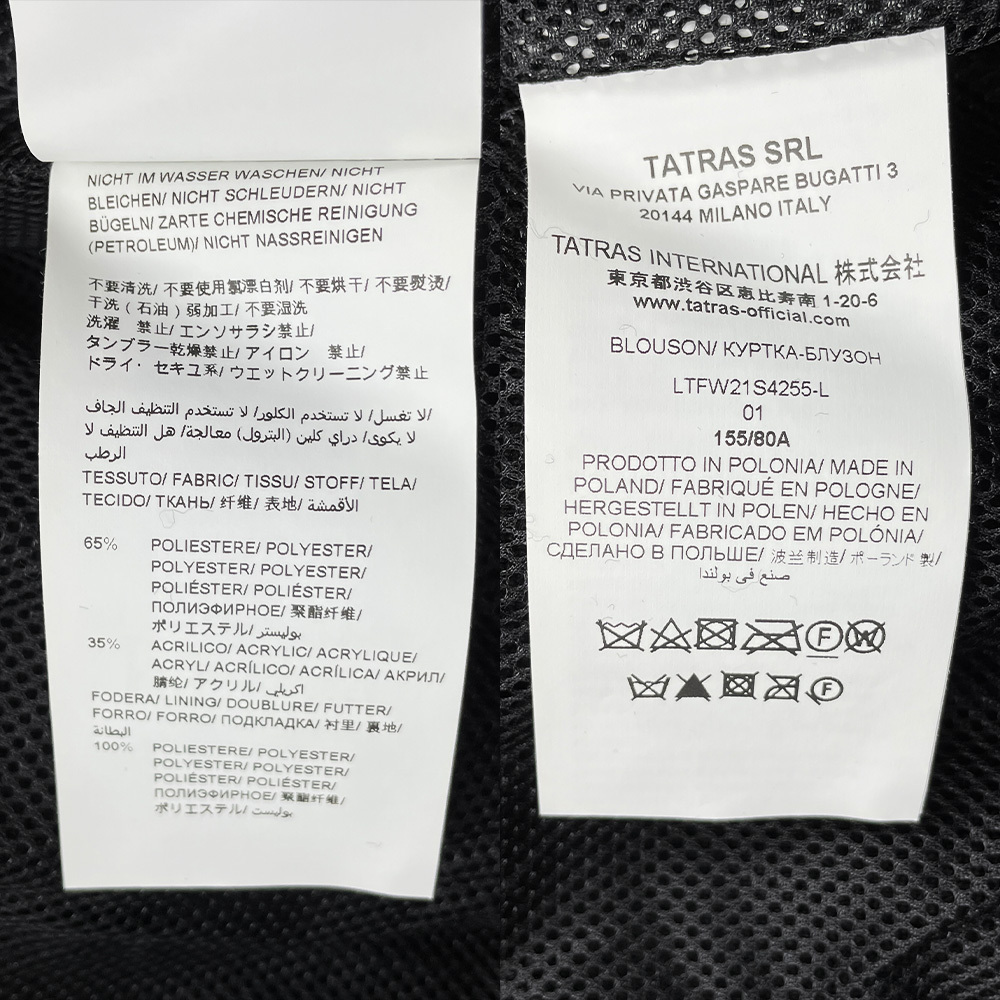 NICHT IM WASSER WASCHEN/ NICHT
BLEICHEN/ NICHT SCHLEUDERN/ NICHT
BÜGELN/ ZARTE CHEMISCHE REINIGUNG
(PETROLEUM)/ NICHT NASSREINIGEN
不要清洗/ 不要使用氯漂白剂/ 不要烘干/ 不要熨烫/
干洗 ( 石油 ) 弱加工/ 不要湿洗
洗濯 禁止/ エンソサラシ禁止/
タンブラー乾燥禁止/ アイロン 禁止/
ドライ・セキユ系/ ウエットクリーニング禁止
لا تغسل/ لا تستخدم الكلور/ لا تستخدم التنظيف الجاف/
لا يكوى/ دراي كلين (البترول) معالجة/ هل التنظيف لا
الرطب
TESSUTO/ FABRIC/ TISSU/ STOFF/ TELA/
TECIDO/ ТКАНЬ/ 纤维/ 表地/ الأقمشة/
65% POLIESTERE/ POLYESTER/
POLYESTER/ POLYESTER/
POLIÉSTER/ POLIÉSTER/
ПОЛИЭФИРНОЕ/ 聚酯纤维/
ポリエステル/ بوليستر/
35% ACRILICO/ ACRYLIC/ ACRYLIQUE/
ACRYL/ ACRÍLICO/ ACRÍLICA/ АКРИЛ/
腈纶/ アクリル/ اكريلي/
FODERA/ LINING/ DOUBLURE/ FUTTER/
FORRO/ FORRO/ ПОДКЛАДКА/ 衬里/ 裏地/
البطانة
100% POLIESTERE/ POLYESTER/
POLYESTER/ POLYESTER/
POLIÉSTER/ POLIÉSTER/
ПОЛИЭФИРНОЕ/ 聚酯纤维/
ポリエステル/ بوليست/
TATRAS SRL
VIA PRIVATA GASPARE BUGATTI 3
20144 MILANO ITALY
TATRAS INTERNATIONAL 株式会社
東京都渋谷区恵比寿南 1-20-6
www.tatras-official.com
BLOUSON/ КУРТКА-БЛУЗОН
LTFW21S4255-L
01
155/80A
PRODOTTO IN POLONIA/ MADE IN
POLAND/ FABRIQUÉ EN POLOGNE/
HERGESTELLT IN POLEN/ HECHO EN
POLONIA/ FABRICADO EM POLÓNIA/
СДЕЛАНО В ПОЛЬШЕ/ 波兰制造/ ポーランド 製/
صنع في بولندا
F W
F